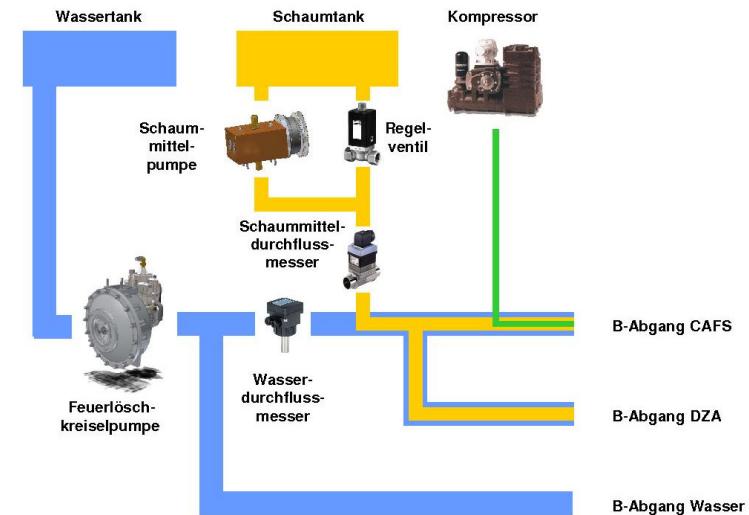 Wassertank
Schaumtank
Kompressor
Schaum-
mittel-
pumpe
Regel-
ventil
Schaummittel-
durchfluss-
messer
B-Abgang CAFS
Wasser-
durchfluss-
messer
Feuerlösch-
kreiselpumpe
B-Abgang DZA
B-Abgang Wasser